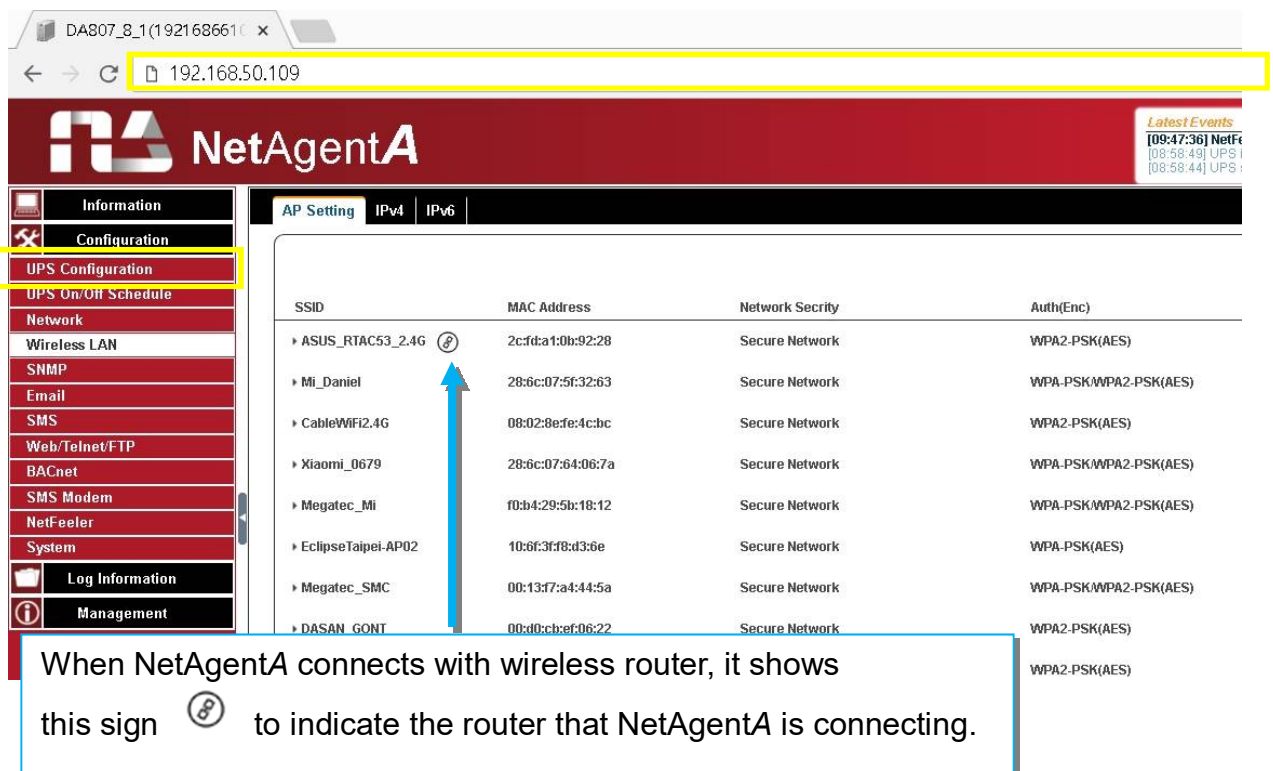 DA807_8_1(192168661
192.168.50.109
NetAgentA
Latest Events
[09:47:36] NetFe
[08:58:49] UPS i
[08:58:44] UPS
Information
Configuration
UPS Configuration
UPS On/Off Schedule
Network
Wireless LAN
SNMP
Email
SMS
Web/Telnet/FTP
BACnet
SMS Modem
NetFeeler
System
Log Information
Management
AP Setting IPv4 IPv6
SSID MAC Address Network Secrity Auth(Enc)
ASUS_RTAC53_2.4G 2c:fd:a1:0b:92:28 Secure Network WPA2-PSK(AES)
Mi_Daniel 28:6c:07:5f:32:63 Secure Network WPA-PSK/WPA2-PSK(AES)
CableWiFi2.4G 08:02:8e:fe:4c:bc Secure Network WPA2-PSK(AES)
Xiaomi_0679 28:6c:07:64:06:7a Secure Network WPA-PSK/WPA2-PSK(AES)
Megatec_Mi f0:b4:29:5b:18:12 Secure Network WPA-PSK/WPA2-PSK(AES)
EclipseTaipei-AP02 10:6f:3f:f8:d3:6e Secure Network WPA-PSK(AES)
Megatec_SMC 00:13:f7:a4:44:5a Secure Network WPA-PSK/WPA2-PSK(AES)
DASAN_GONT 00:d0:cb:ef:06:22 Secure Network WPA2-PSK(AES)
WPA2-PSK(AES)
When NetAgentA connects with wireless router, it shows
this sign to indicate the router that NetAgentA is connecting.